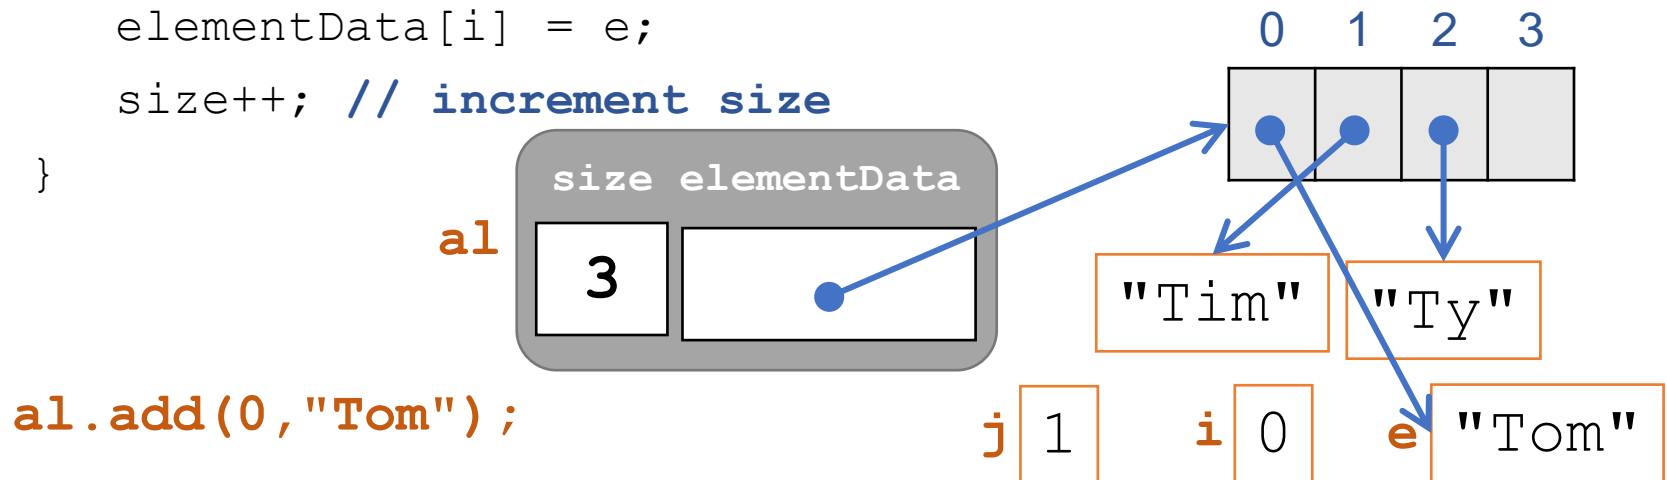 elementData[i] = e;
0 1 2 3
size++; // increment size
}
size elementData
al
3
"Tim" "Ty"
al.add(0,"Tom");
j 1 i 0 e "Tom"